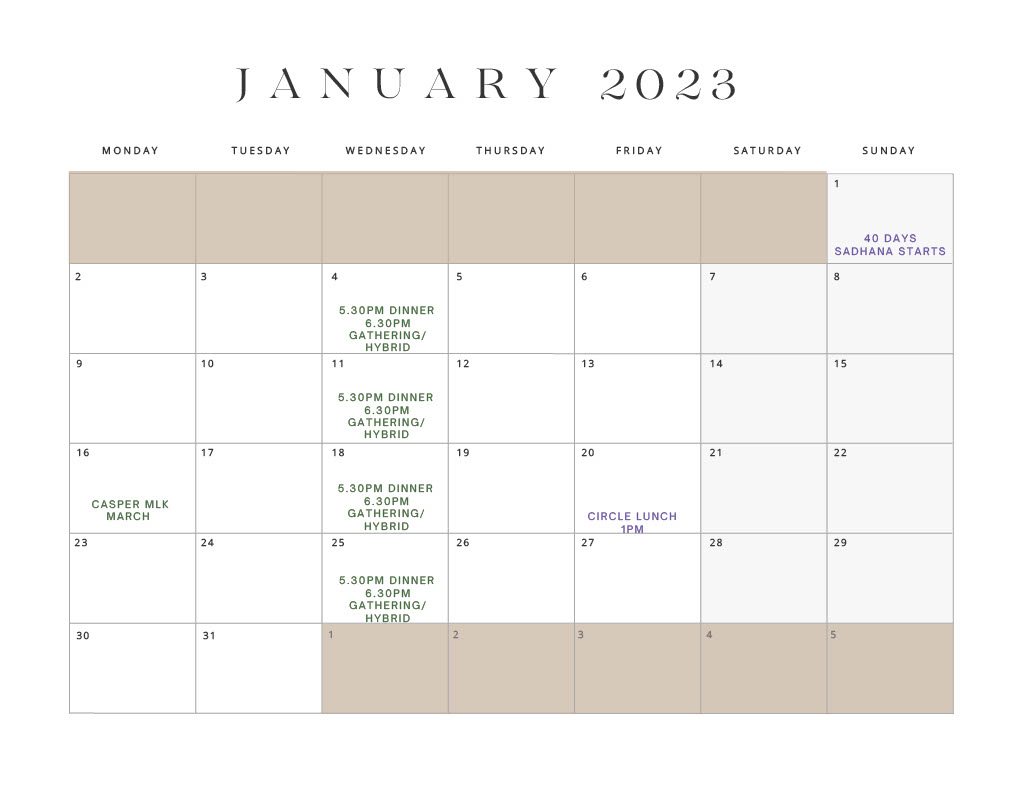 JANUARY 2023
MONDAY TUESDAY WEDNESDAY THURSDAY FRIDAY SATURDAY SUNDAY
1
40 DAYS
SADHANA STARTS
2 3 4 5 6 7 8
5.30PM DINNER
6.30PM
GATHERING/
HYBRID
9 10 11 12 13 14 15
5.30PM DINNER
6.30PM
GATHERING/
HYBRID
16 17 18 19 20 21 22
CASPER MLK
MARCH
5.30PM DINNER
6.30PM
GATHERING/
HYBRID
CIRCLE LUNCH
1PM
23 24 25 26 27 28 29
5.30PM DINNER
6.30PM
GATHERING/
HYBRID
30 31 1 2 3 4 5